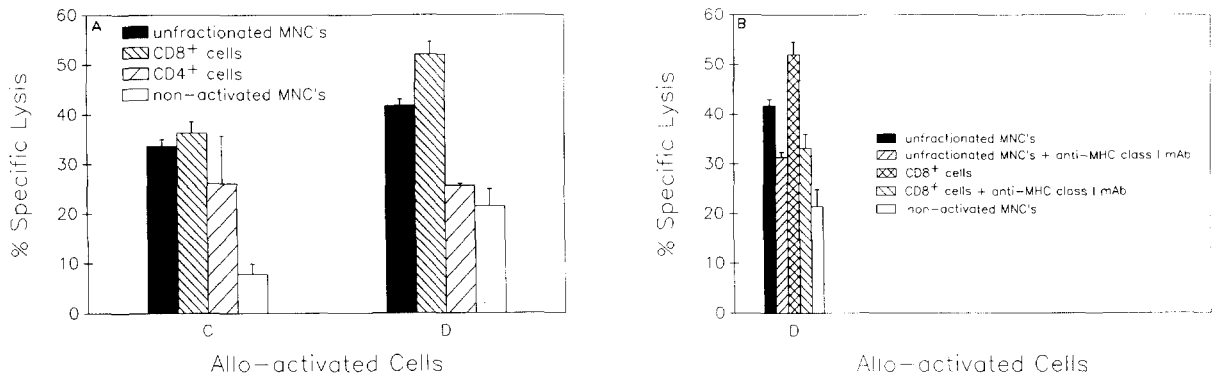 60
50
40
30
20
10
0
% Specific Lysis
A
unfractionated MNC's
CD8+ cells
CD4+ cells
non-activated MNC's
C
D
Allo-activated Cells
60
50
40
30
20
10
0
% Specific Lysis
B
unfractionated MNC's
unfractionated MNC's + anti-MHC class I mAb
CD8+ cells
CD8+ cells + anti-MHC class I mAb
non-activated MNC's
D
Allo-activated Cells